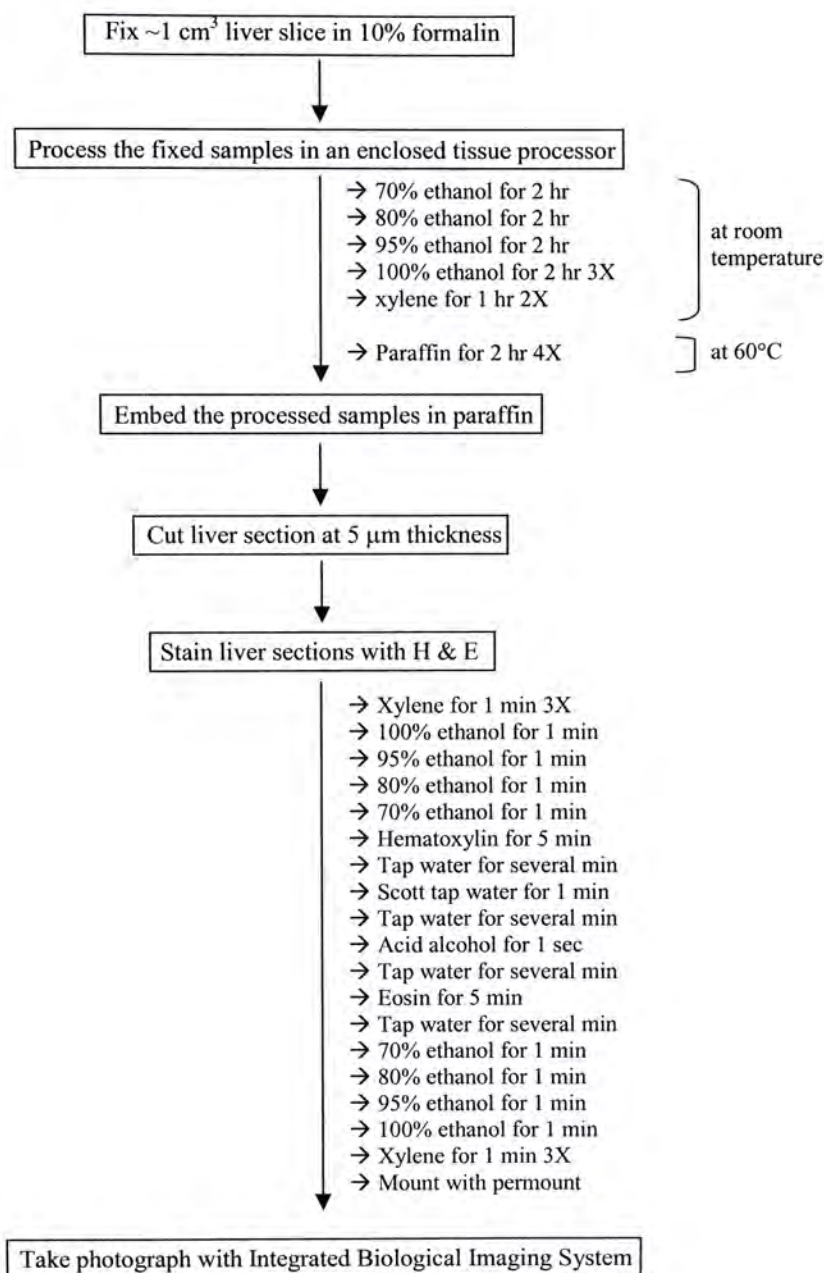 Fix ~1 cm³ liver slice in 10% formalin
Process the fixed samples in an enclosed tissue processor
→ 70% ethanol for 2 hr
→ 80% ethanol for 2 hr
→ 95% ethanol for 2 hr
→ 100% ethanol for 2 hr 3X
→ xylene for 1 hr 2X
at room
temperature
→ Paraffin for 2 hr 4X
at 60°C
Embed the processed samples in paraffin
Cut liver section at 5 μm thickness
Stain liver sections with H & E
→ Xylene for 1 min 3X
→ 100% ethanol for 1 min
→ 95% ethanol for 1 min
→ 80% ethanol for 1 min
→ 70% ethanol for 1 min
→ Hematoxylin for 5 min
→ Tap water for several min
→ Scott tap water for 1 min
→ Tap water for several min
→ Acid alcohol for 1 sec
→ Tap water for several min
→ Eosin for 5 min
→ Tap water for several min
→ 70% ethanol for 1 min
→ 80% ethanol for 1 min
→ 95% ethanol for 1 min
→ 100% ethanol for 1 min
→ Xylene for 1 min 3X
→ Mount with permount
Take photograph with Integrated Biological Imaging System